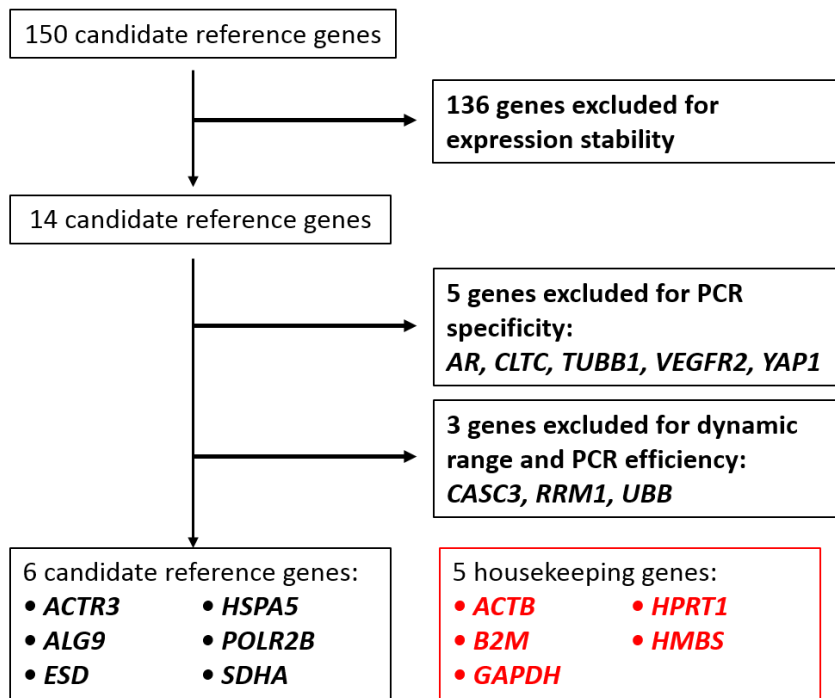 150 candidate reference genes
136 genes excluded for
expression stability
14 candidate reference genes
5 genes excluded for PCR
specificity:
AR, CLTC, TUBB1, VEGFR2, YAP1
3 genes excluded for dynamic
range and PCR efficiency:
CASC3, RRM1, UBB
6 candidate reference genes:
• ACTR3 • HSPA5
• ALG9 • POLR2B
• ESD • SDHA
5 housekeeping genes:
• ACTB • HPRT1
• B2M • HMBS
• GAPDH